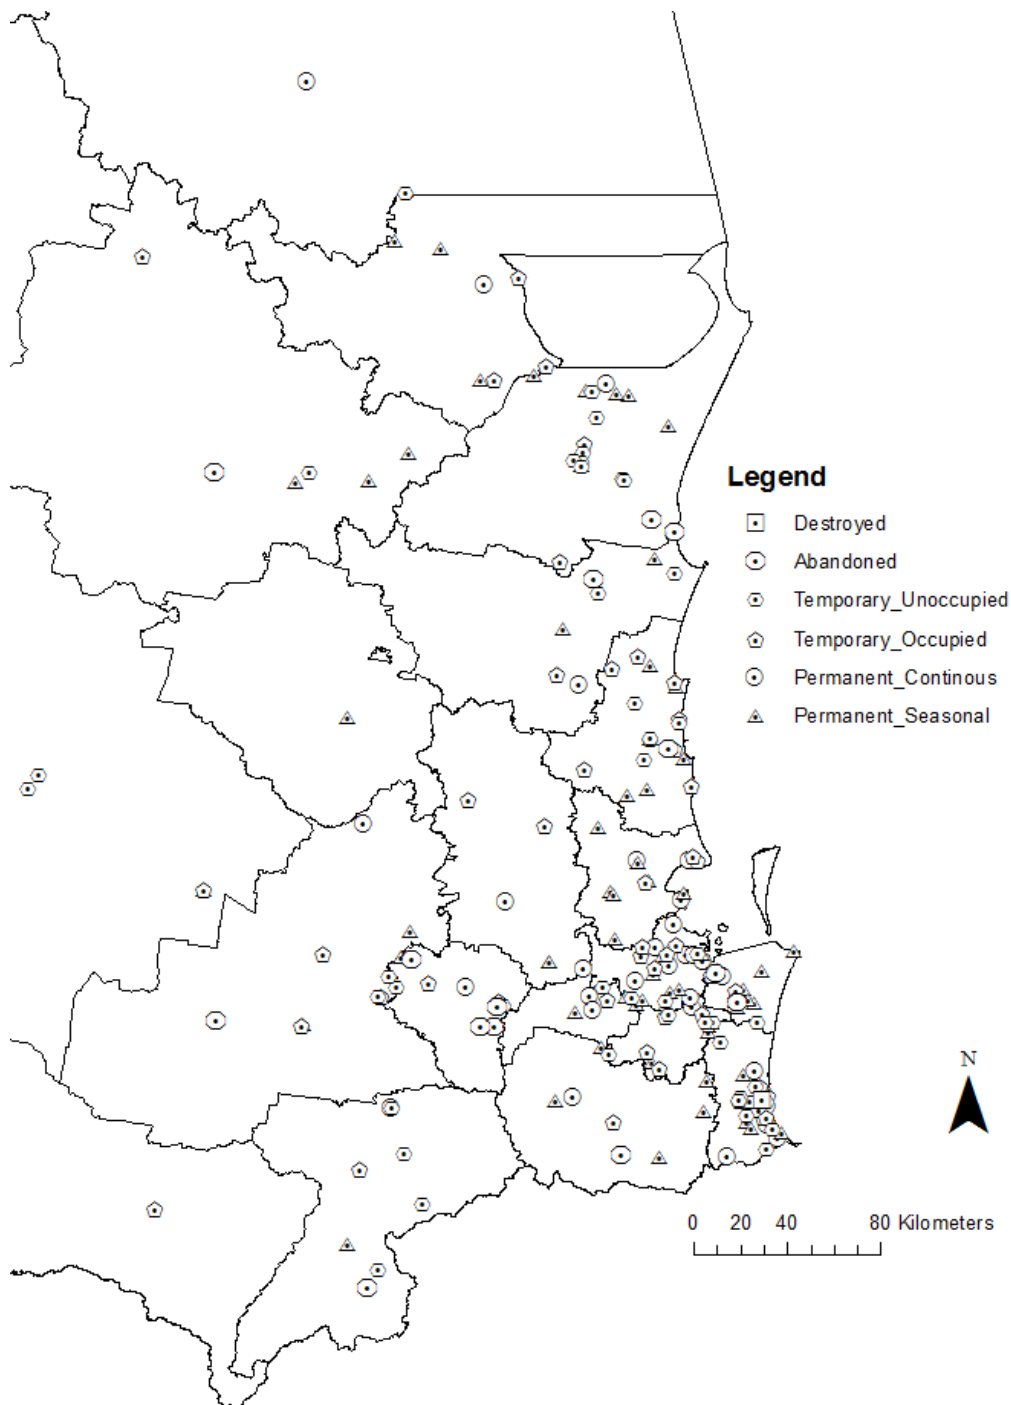 Legend
Destroyed
Abandoned
Temporary_Unoccupied
Temporary_Occupied
Permanent_Continous
Permanent_Seasonal
N
0 20 40 80 Kilometers